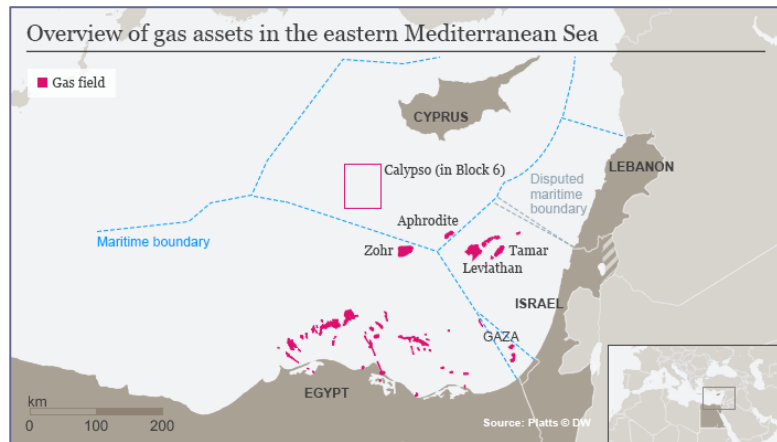 Overview of gas assets in the eastern Mediterranean Sea
Gas field
CYPRUS
Calypso (in Block 6)
LEBANON
Disputed
maritime
boundary
Aphrodite
Maritime boundary
Zohr
Tamar
Leviathan
ISRAEL
GAZA
EGYPT
km
0 100 200
Source: Platts © DW